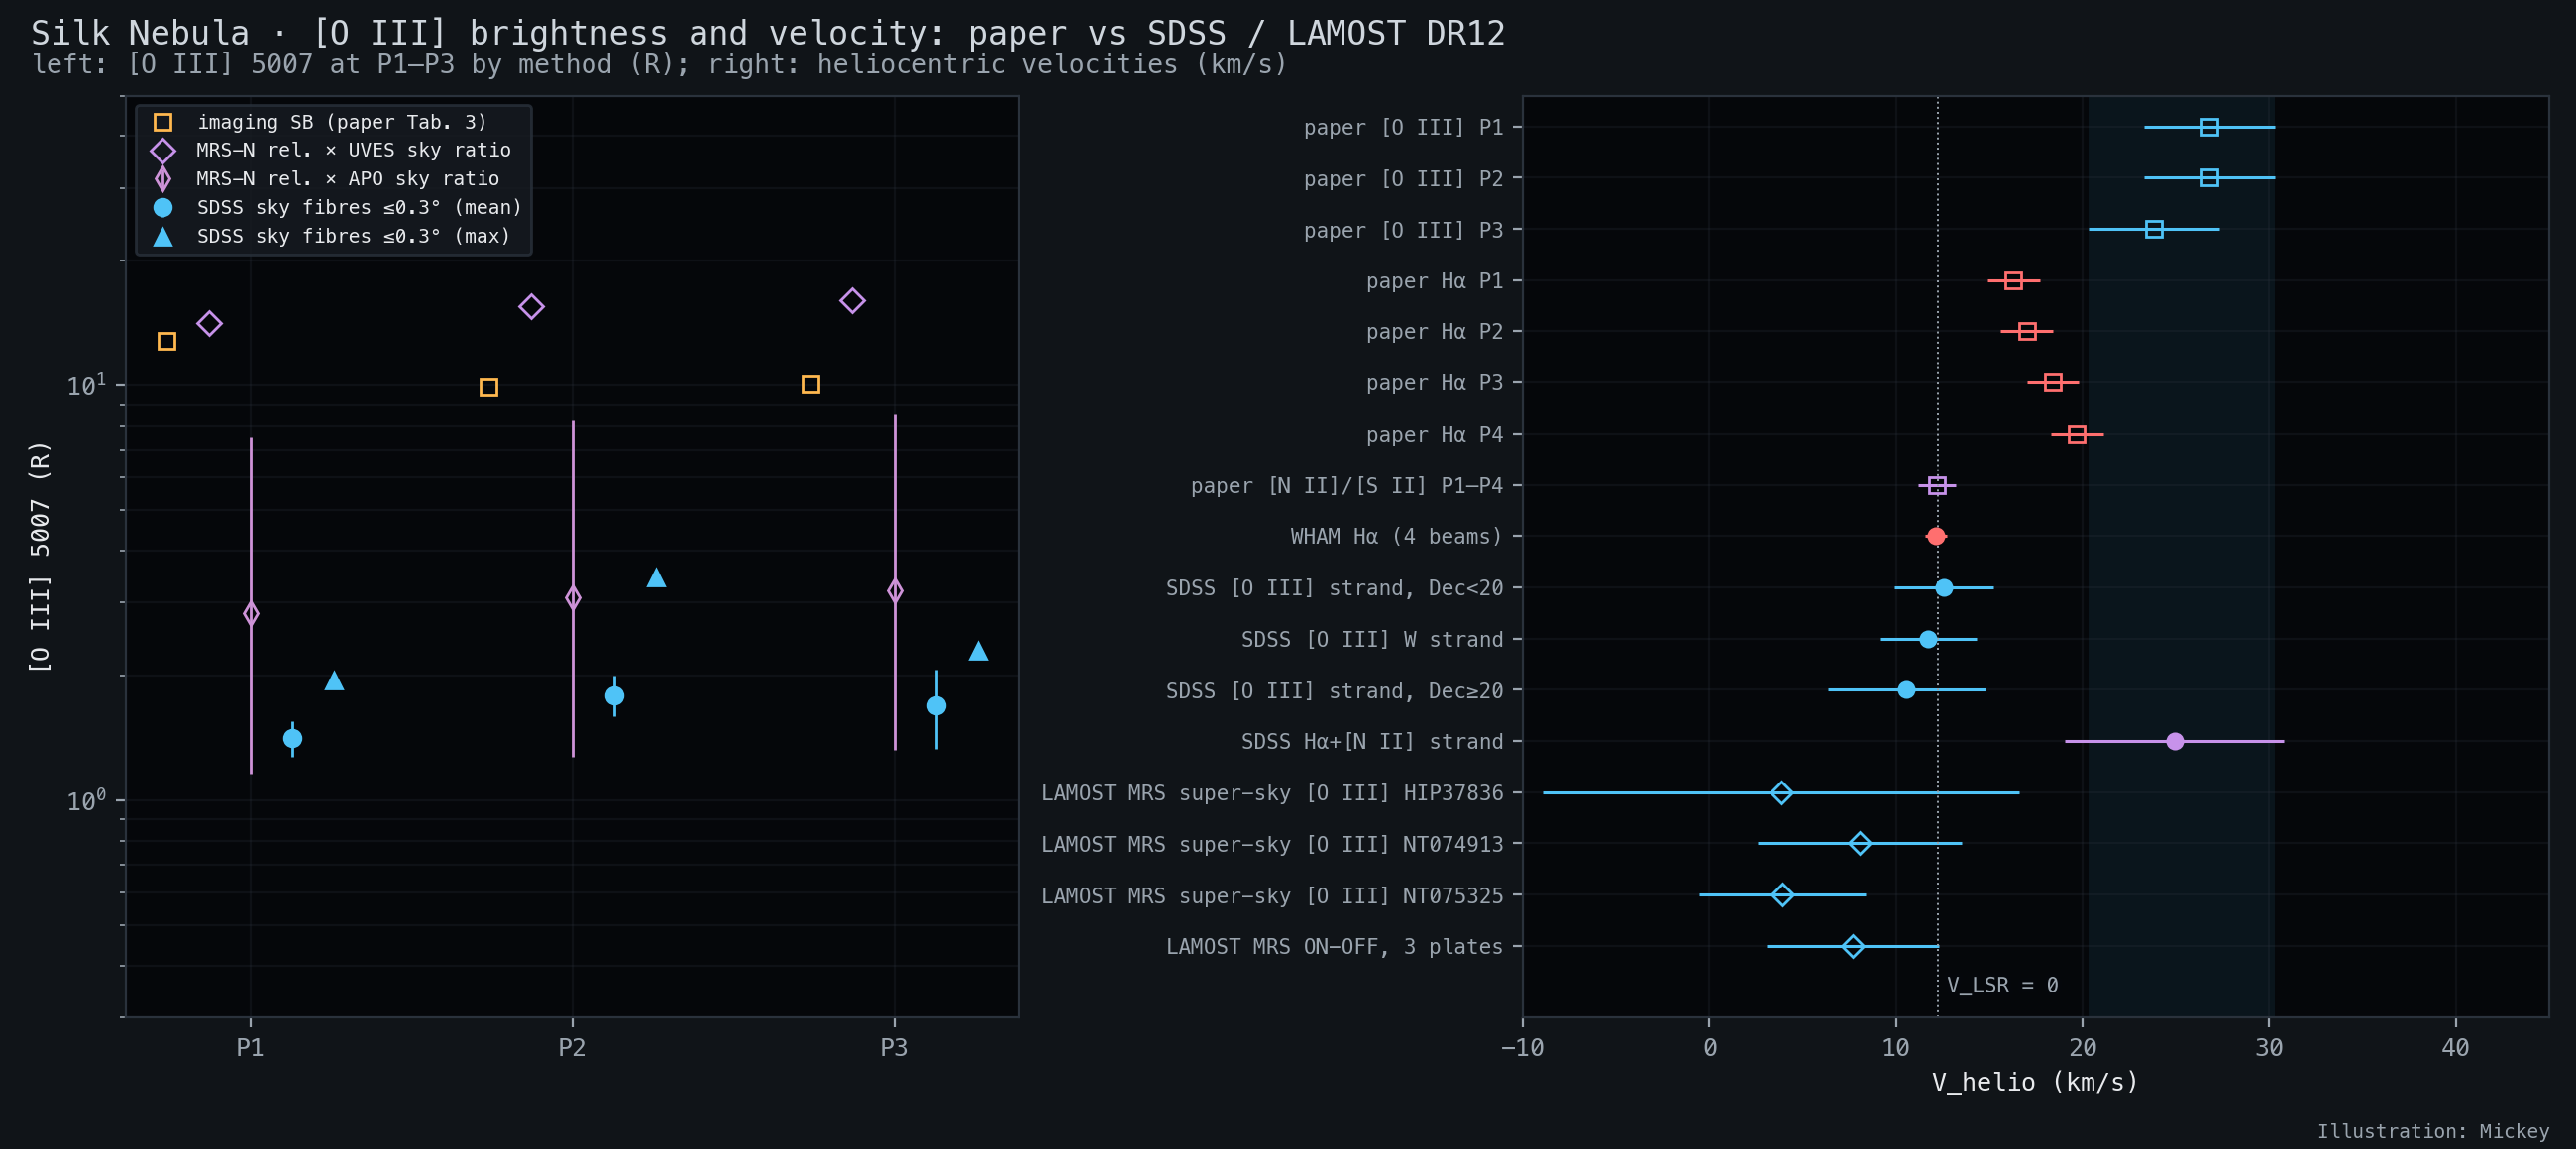 Silk Nebula · [O III] brightness and velocity: paper vs SDSS / LAMOST DR12
left: [O III] 5007 at P1–P3 by method (R); right: heliocentric velocities (km/s)
imaging SB (paper Tab. 3)
MRS−N rel. × UVES sky ratio
MRS−N rel. × APO sky ratio
SDSS sky fibres ≤0.3° (mean)
SDSS sky fibres ≤0.3° (max)
[O III] 5007 (R)
10¹
10⁰
P1
P2
P3
paper [O III] P1
paper [O III] P2
paper [O III] P3
paper Hα P1
paper Hα P2
paper Hα P3
paper Hα P4
paper [N II]/[S II] P1–P4
WHAM Hα (4 beams)
SDSS [O III] strand, Dec<20
SDSS [O III] W strand
SDSS [O III] strand, Dec≥20
SDSS Hα+[N II] strand
LAMOST MRS super−sky [O III] HIP37836
LAMOST MRS super−sky [O III] NT074913
LAMOST MRS super−sky [O III] NT075325
LAMOST MRS ON−OFF, 3 plates
V_LSR = 0
−10
0
10
20
30
40
V_helio (km/s)
Illustration: Mickey